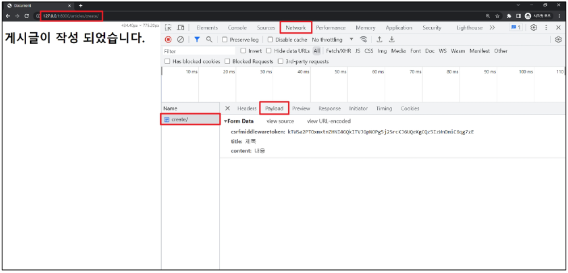 Document
127.0.0.1:8000/articles/create/
게시글이 작성 되었습니다.
Elements Console Sources Network Performance Memory Application Security Lighthouse
Preserve log Disable cache No throttling
Filter Invert Hide data URLs All Fetch/XHR JS CSS Img Media Font Doc WS Wasm Manifest Other
Has blocked cookies Blocked Requests 3rd-party requests
10 ms 20 ms 30 ms 40 ms 50 ms 60 ms 70 ms 80 ms 90 ms 100 ms 110
Name Headers Payload Preview Response Initiator Timing Cookies
create/
Form Data view source view URL-encoded
csrfmiddlewaretoken:
title: 제목
content: 내용